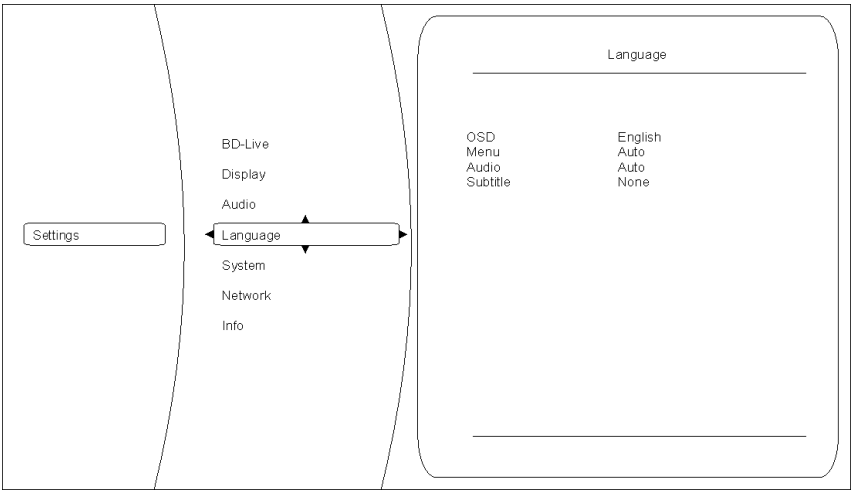 Settings
BD-Live
Display
Audio
Language
System
Network
Info
Language
OSD English
Menu Auto
Audio Auto
Subtitle None